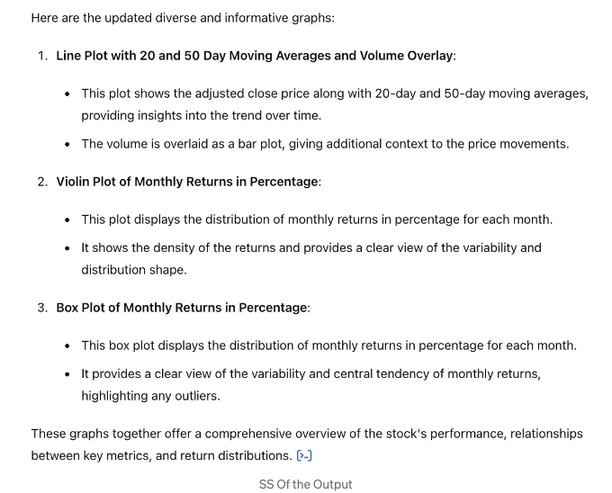 Here are the updated diverse and informative graphs:
1. Line Plot with 20 and 50 Day Moving Averages and Volume Overlay:
• This plot shows the adjusted close price along with 20-day and 50-day moving averages,
providing insights into the trend over time.
• The volume is overlaid as a bar plot, giving additional context to the price movements.
2. Violin Plot of Monthly Returns in Percentage:
• This plot displays the distribution of monthly returns in percentage for each month.
• It shows the density of the returns and provides a clear view of the variability and
distribution shape.
3. Box Plot of Monthly Returns in Percentage:
• This box plot displays the distribution of monthly returns in percentage for each month.
• It provides a clear view of the variability and central tendency of monthly returns,
highlighting any outliers.
These graphs together offer a comprehensive overview of the stock's performance, relationships
between key metrics, and return distributions. [>-]
SS Of the Output